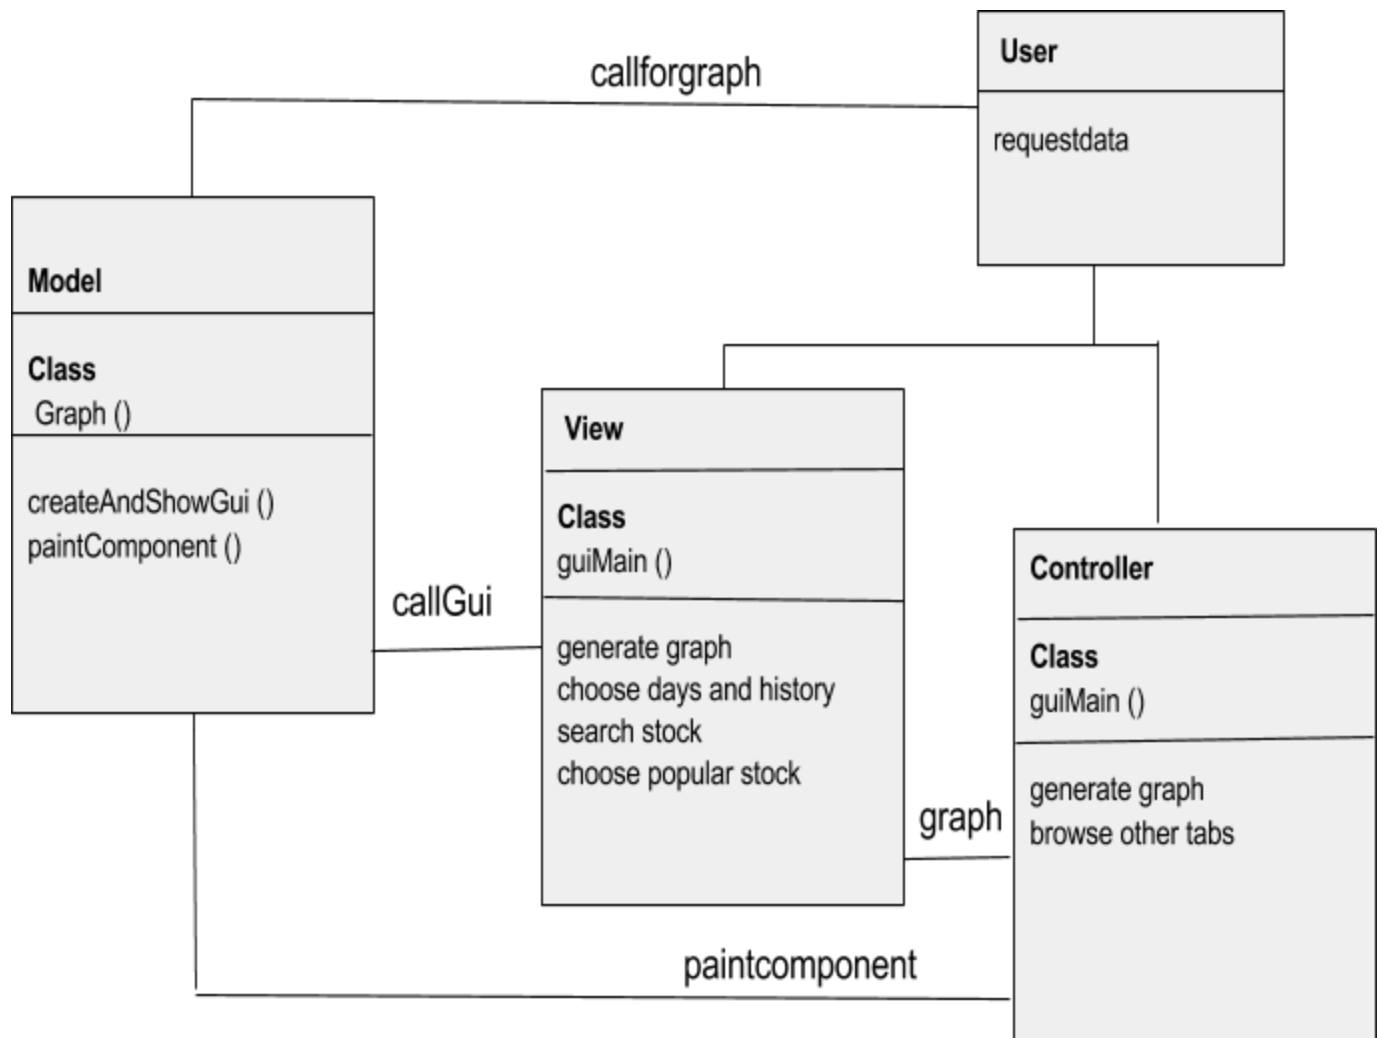 User
callforgraph
requestdata
Model
Class
Graph ()
createAndShowGui ()
paintComponent ()
callGui
View
Class
guiMain ()
generate graph
choose days and history
search stock
choose popular stock
graph
Controller
Class
guiMain ()
generate graph
browse other tabs
paintcomponent